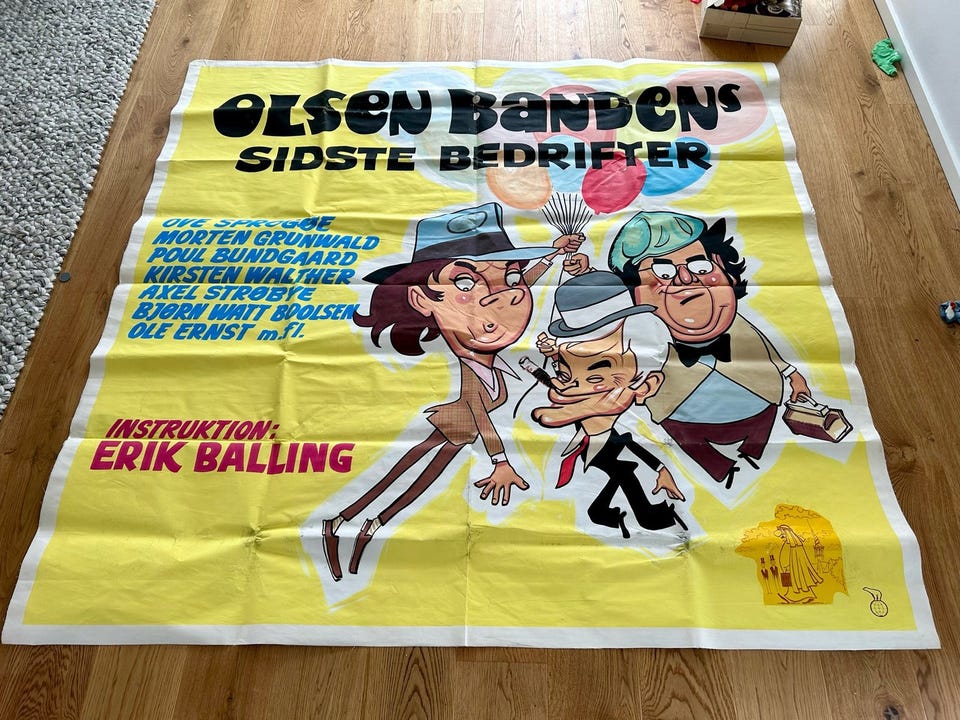 OLSEN BANDENS
SIDSTE BEDRIFTER
OVE SPROGØE
MORTEN GRUNWALD
POUL BUNDGAARD
KIRSTEN WALTHER
AXEL STRØBYE
BJØRN WATT BOOLSEN
OLE ERNST m.fl.
INSTRUKTION:
ERIK BALLING